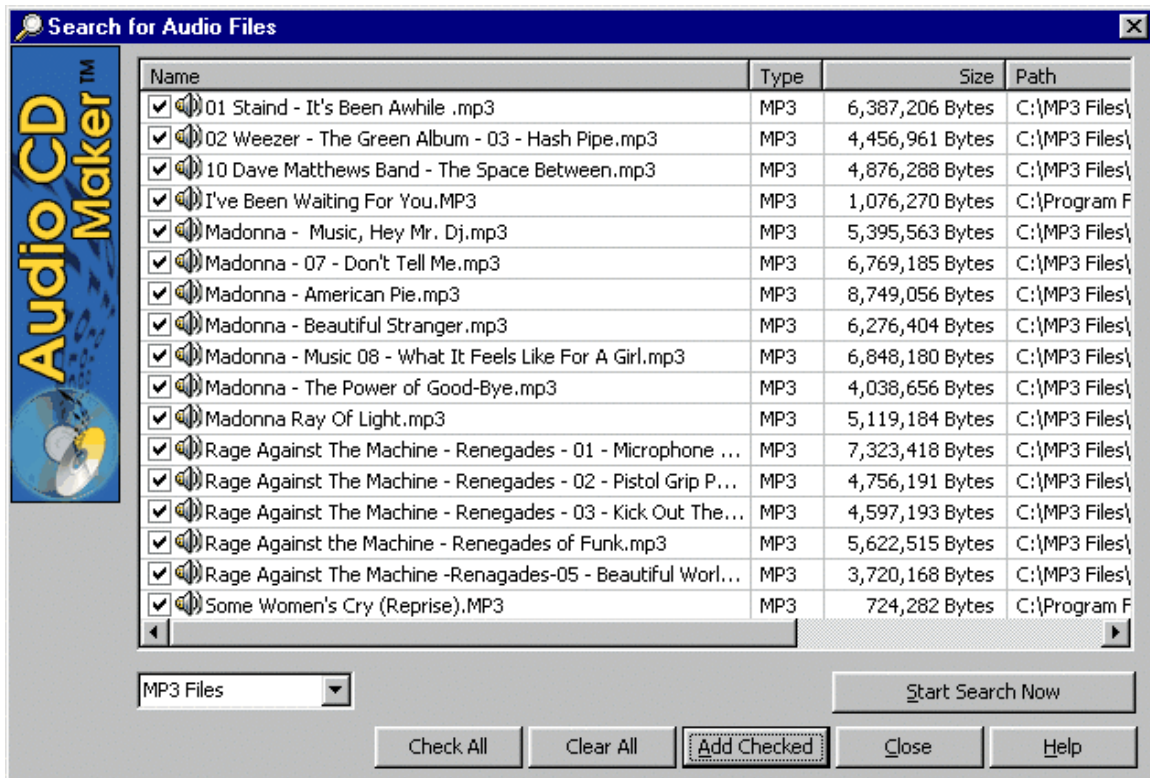 Search for Audio Files
Audio CD
Maker TM
Name Type Size Path
01 Staind - It's Been Awhile .mp3 MP3 6,387,206 Bytes C:\MP3 Files\
02 Weezer - The Green Album - 03 - Hash Pipe.mp3 MP3 4,456,961 Bytes C:\MP3 Files\
10 Dave Matthews Band - The Space Between.mp3 MP3 4,876,288 Bytes C:\MP3 Files\
I've Been Waiting For You.MP3 MP3 1,076,270 Bytes C:\Program F
Madonna -  Music, Hey Mr. Dj.mp3 MP3 5,395,563 Bytes C:\MP3 Files\
Madonna - 07 - Don't Tell Me.mp3 MP3 6,769,185 Bytes C:\MP3 Files\
Madonna - American Pie.mp3 MP3 8,749,056 Bytes C:\MP3 Files\
Madonna - Beautiful Stranger.mp3 MP3 6,276,404 Bytes C:\MP3 Files\
Madonna - Music 08 - What It Feels Like For A Girl.mp3 MP3 6,848,180 Bytes C:\MP3 Files\
Madonna - The Power of Good-Bye.mp3 MP3 4,038,656 Bytes C:\MP3 Files\
Madonna Ray Of Light.mp3 MP3 5,119,184 Bytes C:\MP3 Files\
Rage Against The Machine - Renegades - 01 - Microphone ... MP3 7,323,418 Bytes C:\MP3 Files\
Rage Against The Machine - Renegades - 02 - Pistol Grip P... MP3 4,756,191 Bytes C:\MP3 Files\
Rage Against The Machine - Renegades - 03 - Kick Out The... MP3 4,597,193 Bytes C:\MP3 Files\
Rage Against the Machine - Renegades of Funk.mp3 MP3 5,622,515 Bytes C:\MP3 Files\
Rage Against The Machine -Renagades-05 - Beautiful Worl... MP3 3,720,168 Bytes C:\MP3 Files\
Some Women's Cry (Reprise).MP3 MP3 724,282 Bytes C:\Program F
MP3 Files Start Search Now
Check All Clear All Add Checked Close Help